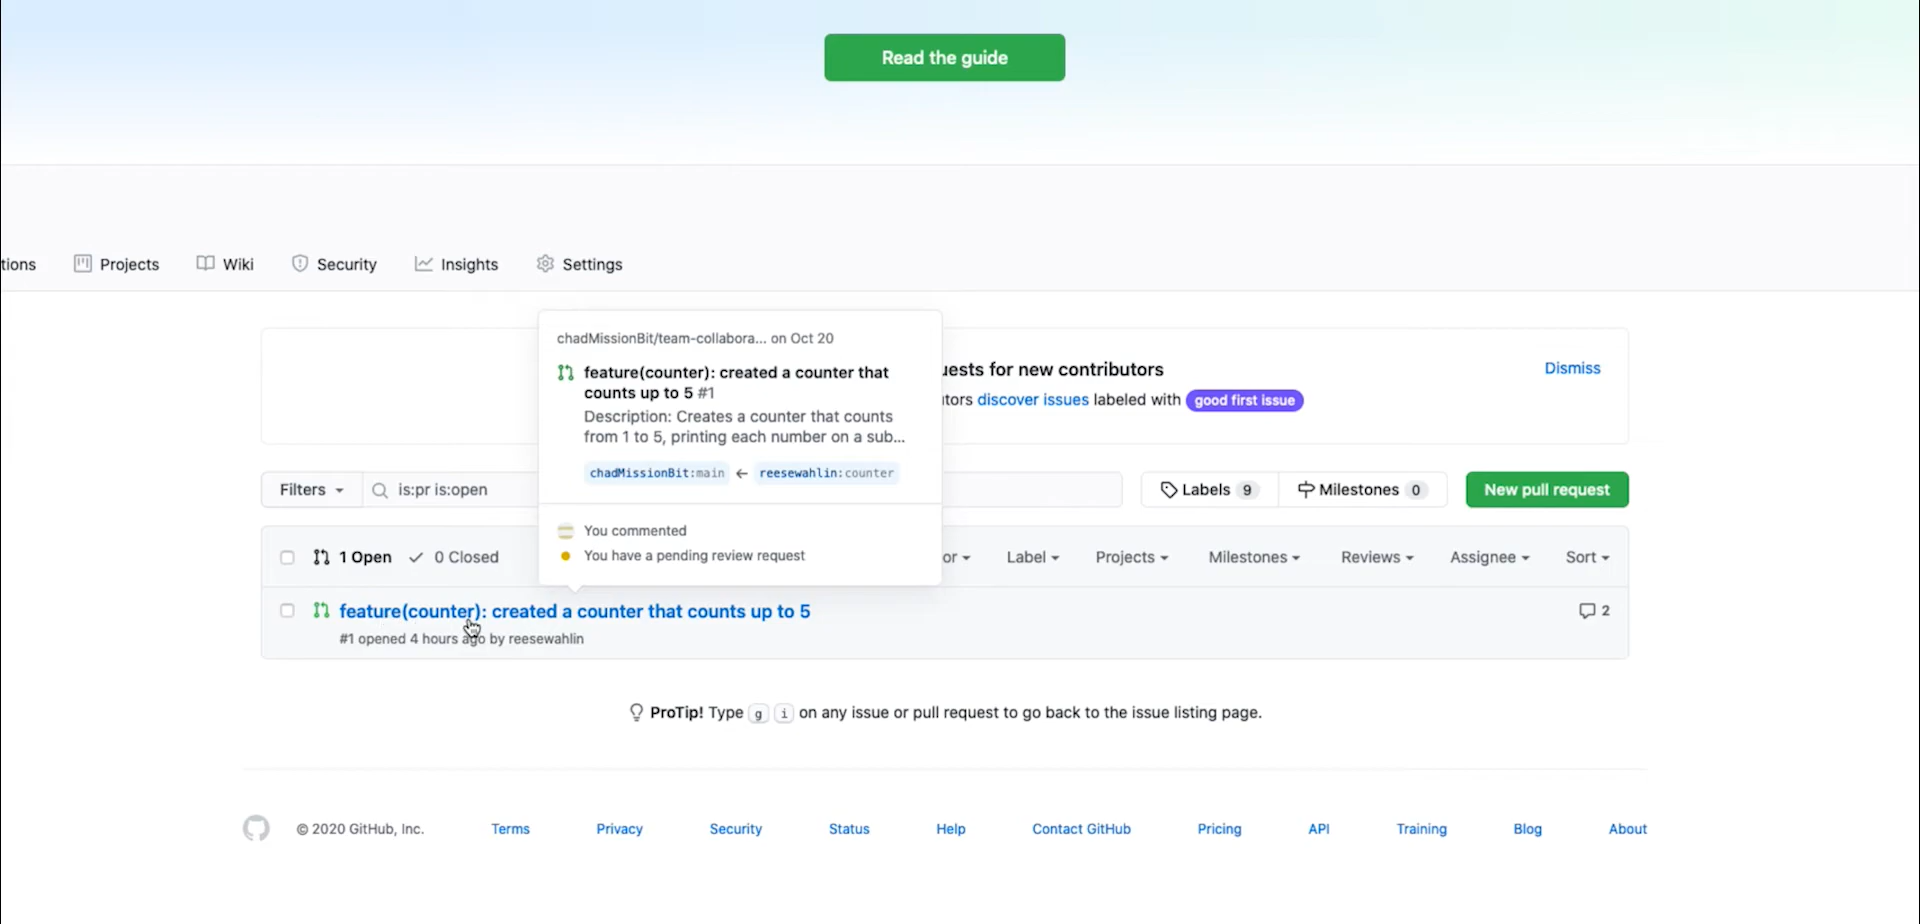 Read the guide
tions Projects Wiki Security Insights Settings
chadMissionBit/team-collabora... on Oct 20
feature(counter): created a counter that
counts up to 5 #1
Description: Creates a counter that counts
from 1 to 5, printing each number on a sub...
chadMissionBit:main ← reesewahlin:counter
You commented
You have a pending review request
uests for new contributors
Dismiss
tors discover issues labeled with good first issue
Filters is:pr is:open Labels 9 Milestones 0 New pull request
1 Open 0 Closed or Label Projects Milestones Reviews Assignee Sort
feature(counter): created a counter that counts up to 5 2
#1 opened 4 hours ago by reesewahlin
ProTip! Type g i on any issue or pull request to go back to the issue listing page.
© 2020 GitHub, Inc. Terms Privacy Security Status Help Contact GitHub Pricing API Training Blog About